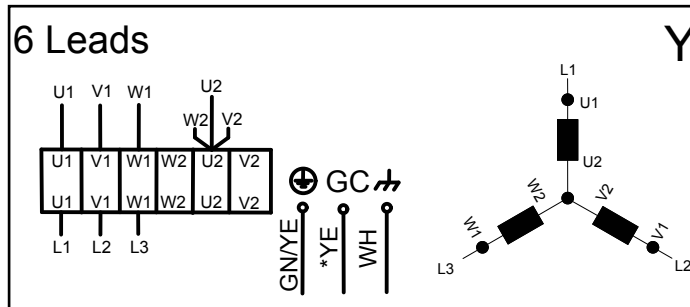 6 Leads
Y
U1 V1 W1 W2 U2 V2
U1 V1 W1 W2 U2 V2
U1 V1 W1 W2 U2 V2
L1 L2 L3
GC
GN/YE *YE WH
L1
U1
U2
W2 V2
W1 V1
L3 L2